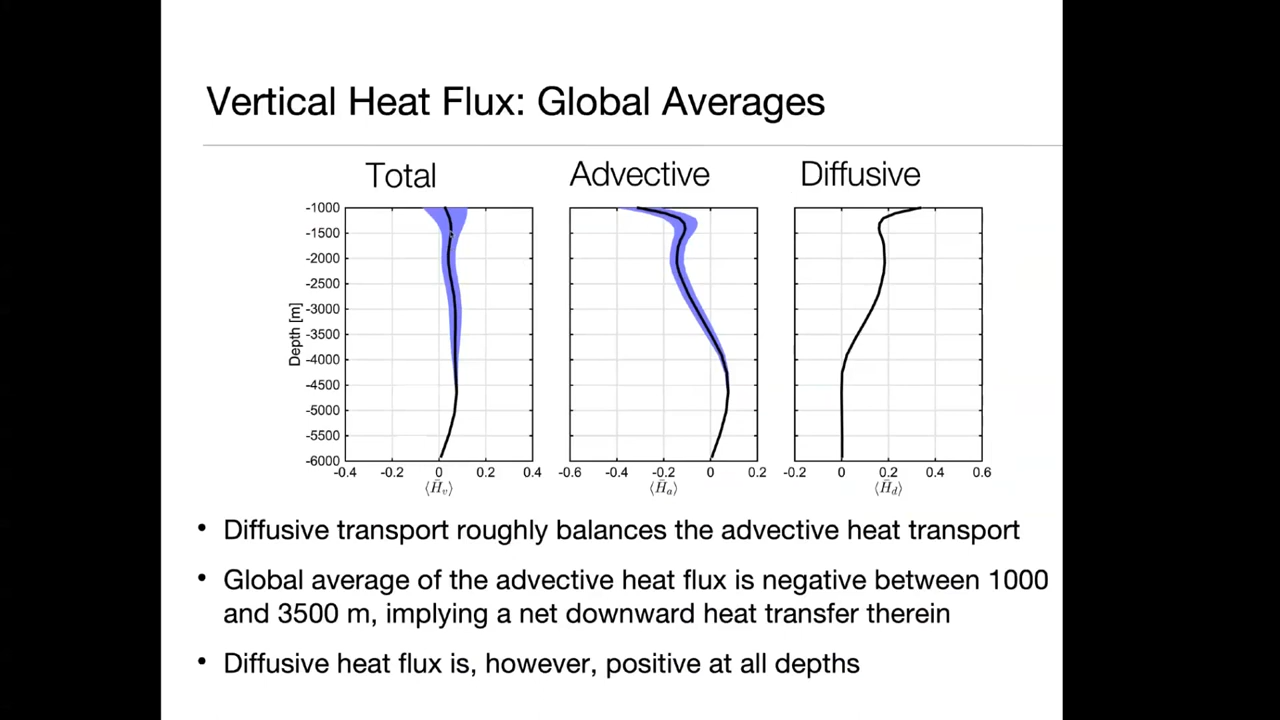 Vertical Heat Flux: Global Averages
Total Advective Diffusive
Depth [m]
-1000
-1500
-2000
-2500
-3000
-3500
-4000
-4500
-5000
-5500
-6000
-0.4 -0.2 0 0.2 0.4 -0.6 -0.4 -0.2 0 0.2 -0.2 0 0.2 0.4 0.6
⟨H̄ᵥ⟩ ⟨H̄ₐ⟩ ⟨H̄d⟩
• Diffusive transport roughly balances the advective heat transport
• Global average of the advective heat flux is negative between 1000
and 3500 m, implying a net downward heat transfer therein
• Diffusive heat flux is, however, positive at all depths